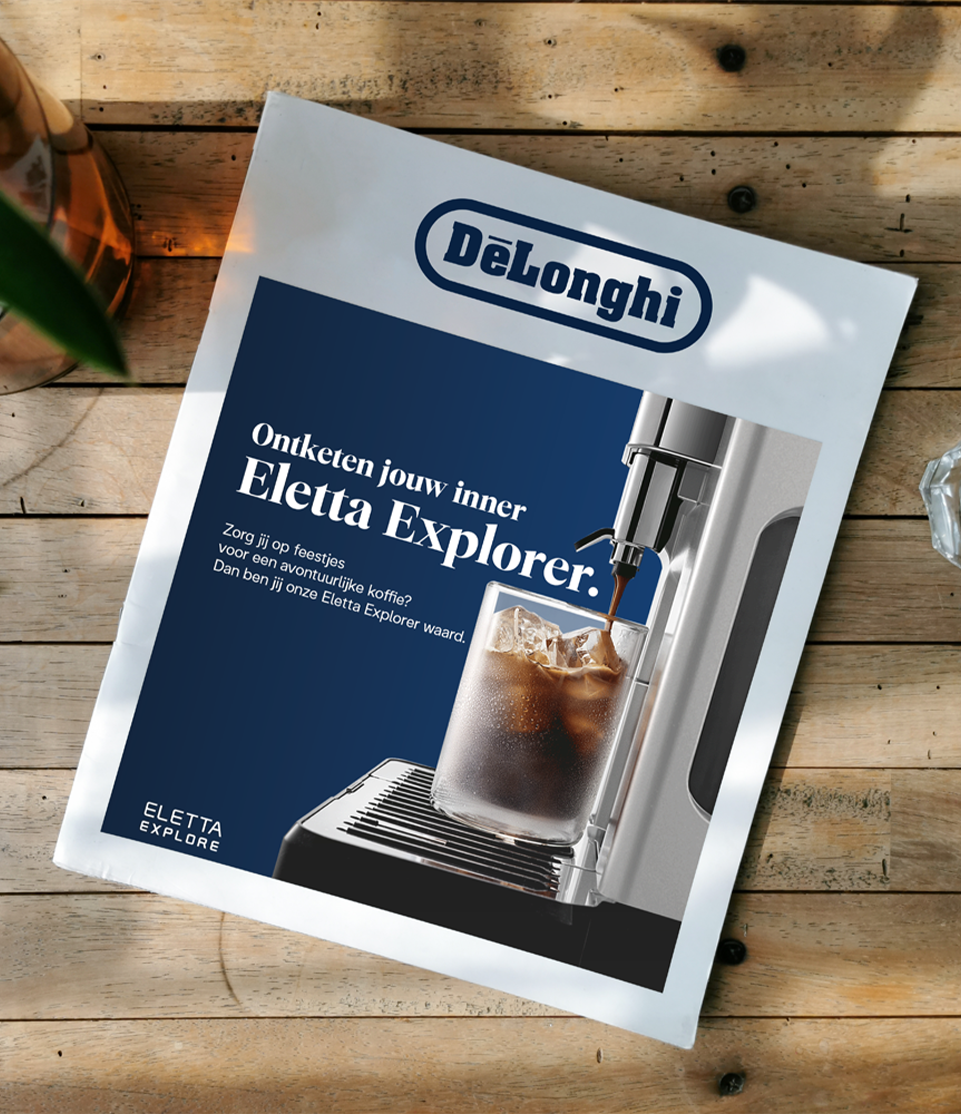 DēLonghi
Ontketen jouw inner
Eletta Explorer.
Zorg jij op feestjes
voor een avontuurlijke koffie?
Dan ben jij onze Eletta Explorer waard.
ELETTA
EXPLORE